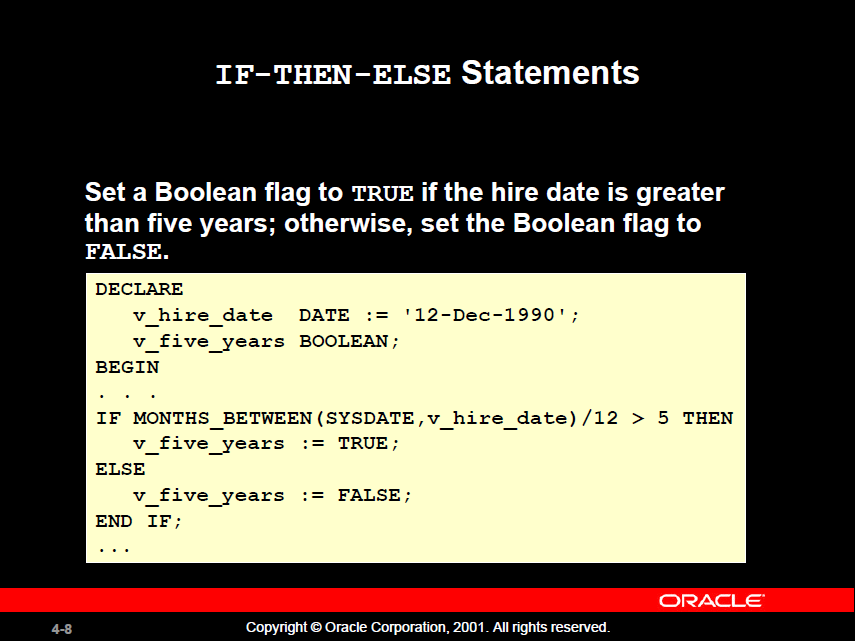 IF-THEN-ELSE Statements
Set a Boolean flag to TRUE if the hire date is greater
than five years; otherwise, set the Boolean flag to
FALSE.
DECLARE
   v_hire_date  DATE := '12-Dec-1990';
   v_five_years BOOLEAN;
BEGIN
. . .
IF MONTHS_BETWEEN(SYSDATE,v_hire_date)/12 > 5 THEN
   v_five_years := TRUE;
ELSE
   v_five_years := FALSE;
END IF;
...
ORACLE®
4-8
Copyright © Oracle Corporation, 2001. All rights reserved.